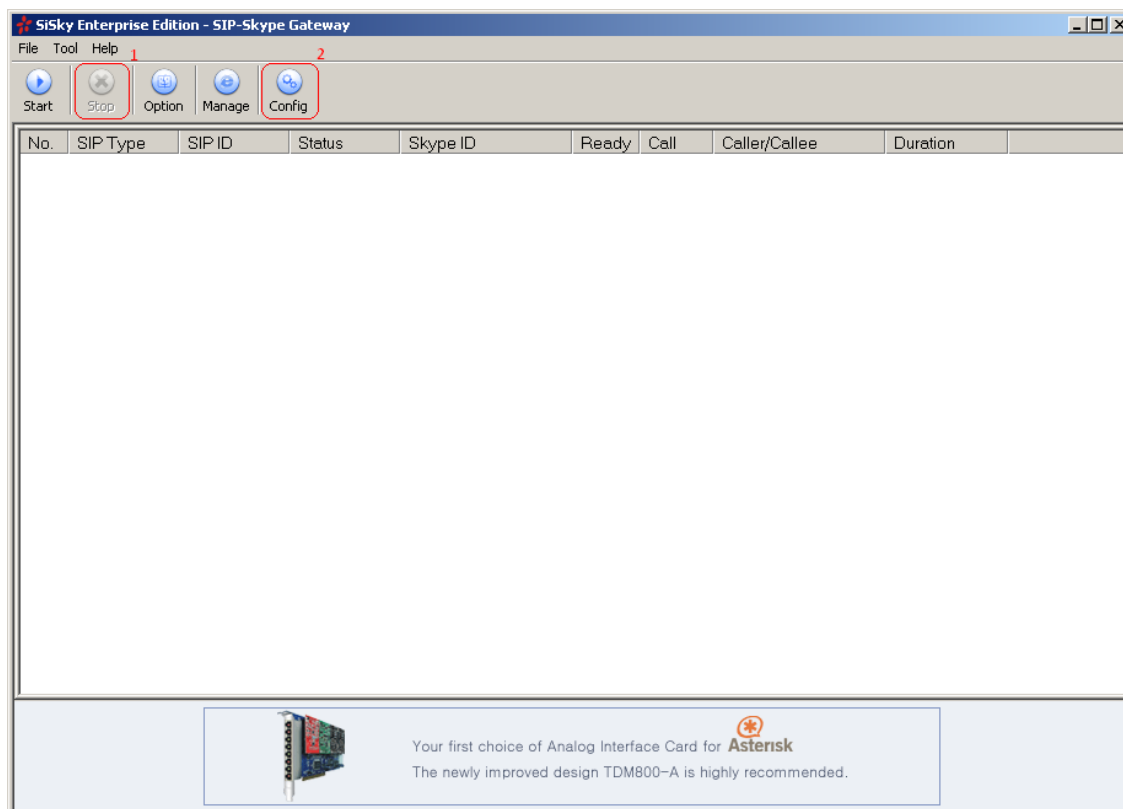 SiSky Enterprise Edition - SIP-Skype Gateway
File Tool Help
1 2
Start Stop Option Manage Config
No. SIP Type SIP ID Status Skype ID Ready Call Caller/Callee Duration
Your first choice of Analog Interface Card for Asterisk
The newly improved design TDM800-A is highly recommended.